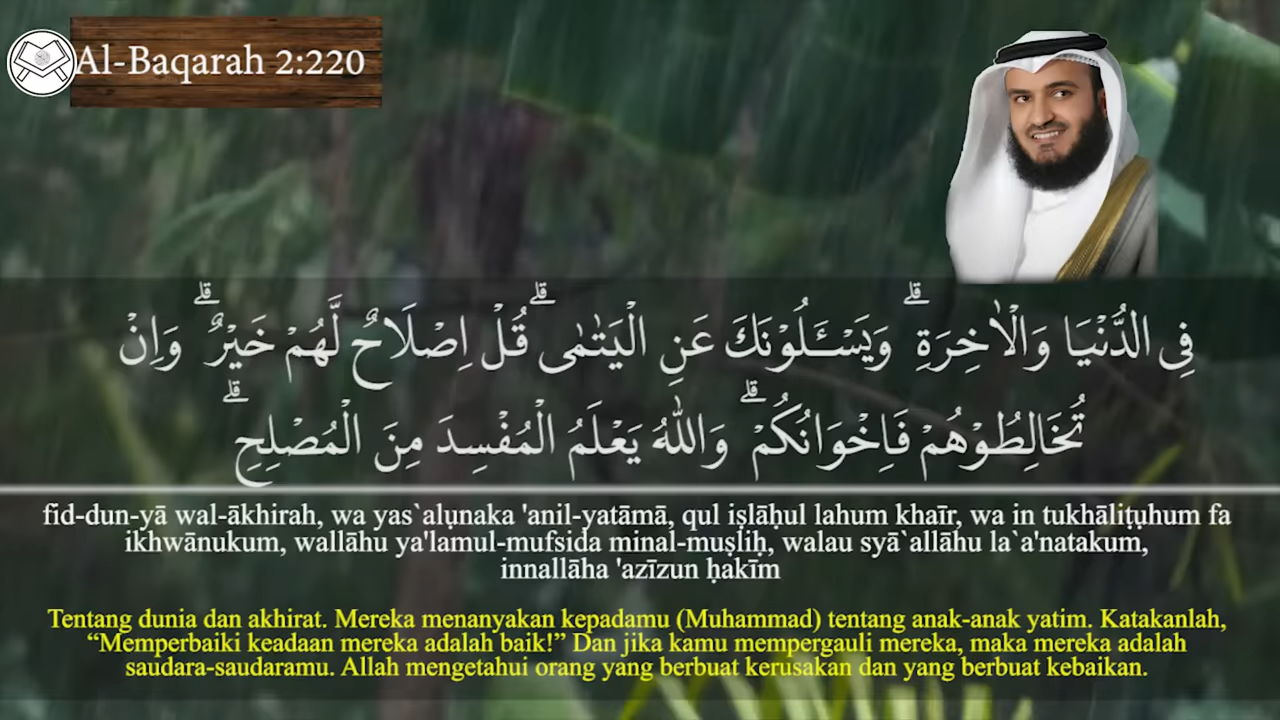 Al-Baqarah 2:220
فِى الدُّنْيَا وَالْاٰخِرَةِ ۗ وَيَسْـَٔلُوْنَكَ عَنِ الْيَتٰمٰى ۗ قُلْ اِصْلَاحٌ لَّهُمْ خَيْرٌ ۗ وَاِنْ
تُخَالِطُوْهُمْ فَاِخْوَانُكُمْ ۗ وَاللّٰهُ يَعْلَمُ الْمُفْسِدَ مِنَ الْمُصْلِحِ ۗ
fid-dun-yā wal-ākhirah, wa yas`alụnaka 'anil-yatāmā, qul iṣlāḥul lahum khaīr, wa in tukhāliṭụhum fa
ikhwānukum, wallāhu ya'lamul-mufsida minal-muṣliḥ, walau syā`allāhu la`a'natakum,
innallāha 'azīzun ḥakīm
Tentang dunia dan akhirat. Mereka menanyakan kepadamu (Muhammad) tentang anak-anak yatim. Katakanlah,
“Memperbaiki keadaan mereka adalah baik!” Dan jika kamu mempergauli mereka, maka mereka adalah
saudara-saudaramu. Allah mengetahui orang yang berbuat kerusakan dan yang berbuat kebaikan.